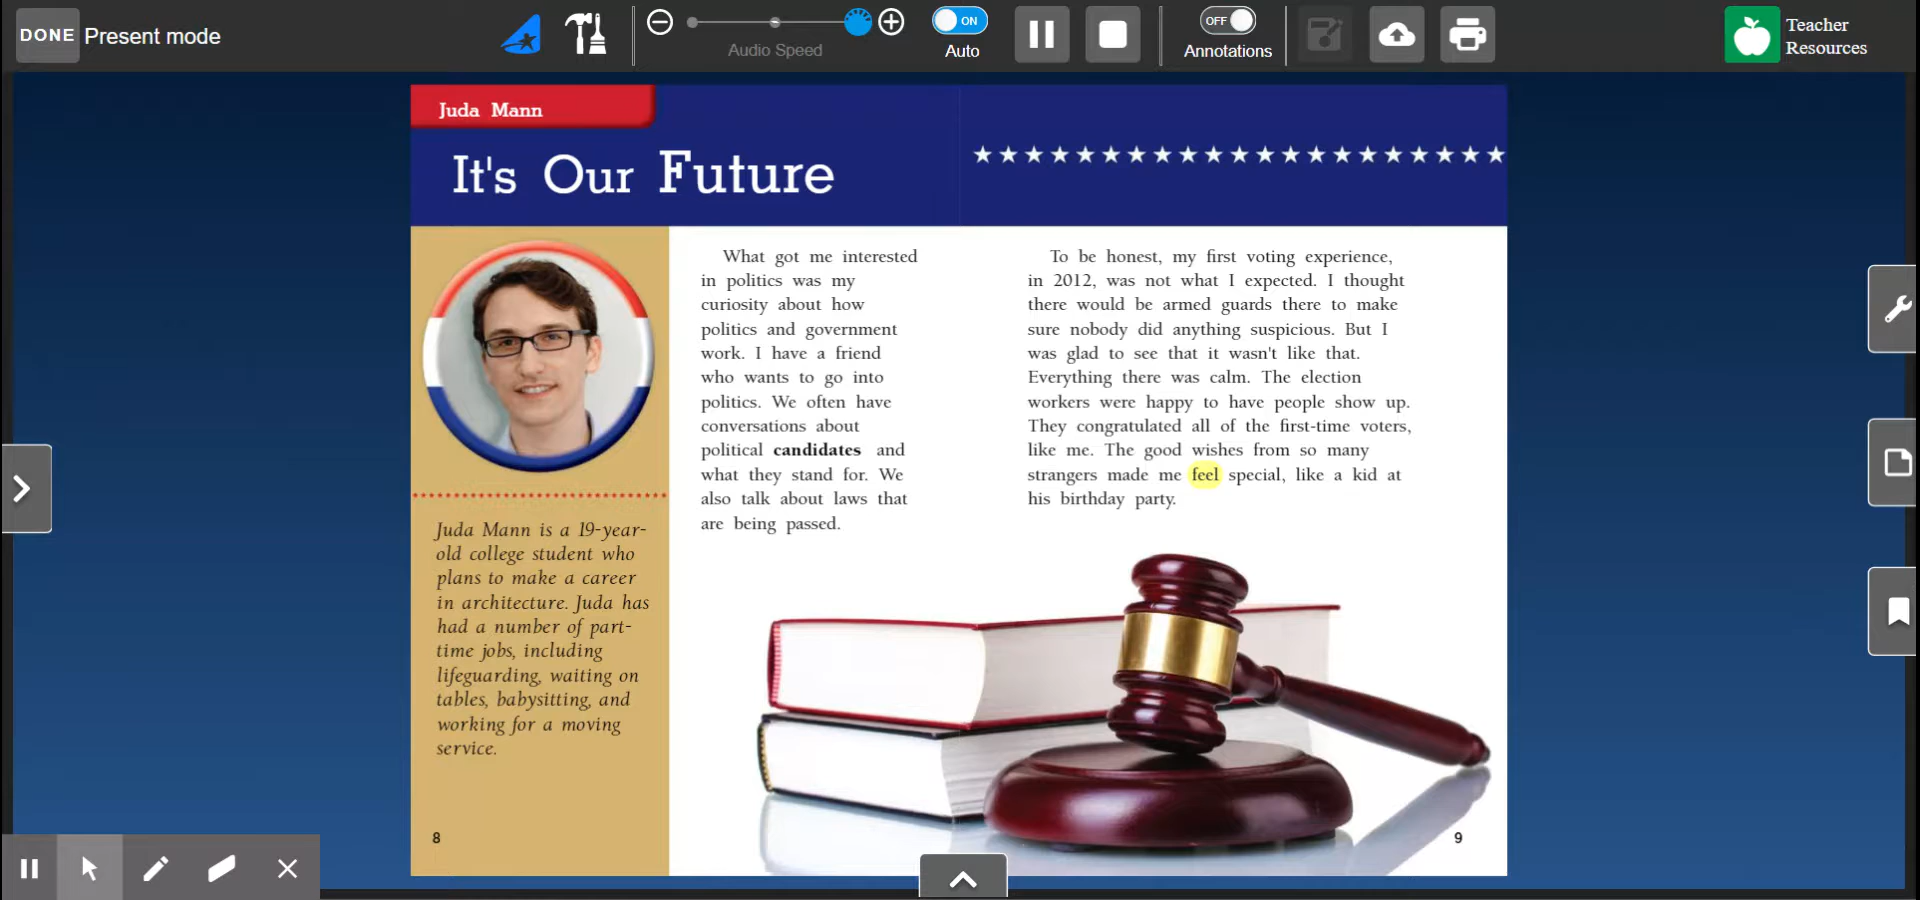 DONE Present mode
Audio Speed
ON
Auto
OFF
Annotations
Teacher
Resources
Juda Mann
It's Our Future
Juda Mann is a 19-year-
old college student who
plans to make a career
in architecture. Juda has
had a number of part-
time jobs, including
lifeguarding, waiting on
tables, babysitting, and
working for a moving
service.
8
What got me interested
in politics was my
curiosity about how
politics and government
work. I have a friend
who wants to go into
politics. We often have
conversations about
political candidates and
what they stand for. We
also talk about laws that
are being passed.
To be honest, my first voting experience,
in 2012, was not what I expected. I thought
there would be armed guards there to make
sure nobody did anything suspicious. But I
was glad to see that it wasn't like that.
Everything there was calm. The election
workers were happy to have people show up.
They congratulated all of the first-time voters,
like me. The good wishes from so many
strangers made me feel special, like a kid at
his birthday party.
9